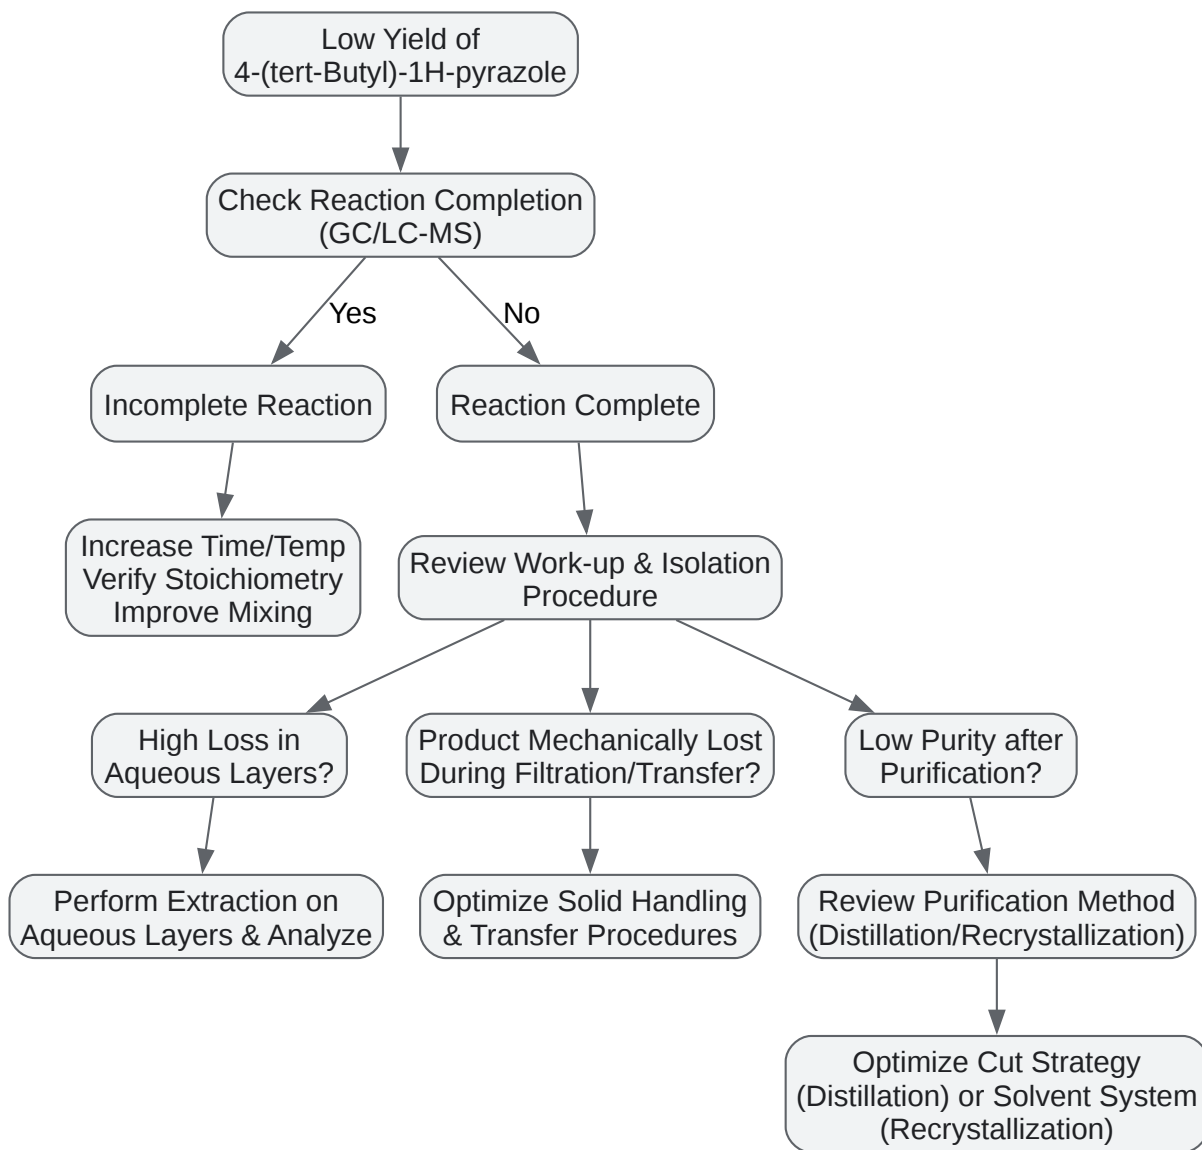 Low Yield of
4-(tert-Butyl)-1H-pyrazole
Check Reaction Completion
(GC/LC-MS)
Yes
No
Incomplete Reaction
Reaction Complete
Increase Time/Temp
Verify Stoichiometry
Improve Mixing
Review Work-up & Isolation
Procedure
High Loss in
Aqueous Layers?
Product Mechanically Lost
During Filtration/Transfer?
Low Purity after
Purification?
Perform Extraction on
Aqueous Layers & Analyze
Optimize Solid Handling
& Transfer Procedures
Review Purification Method
(Distillation/Recrystallization)
Optimize Cut Strategy
(Distillation) or Solvent System
(Recrystallization)